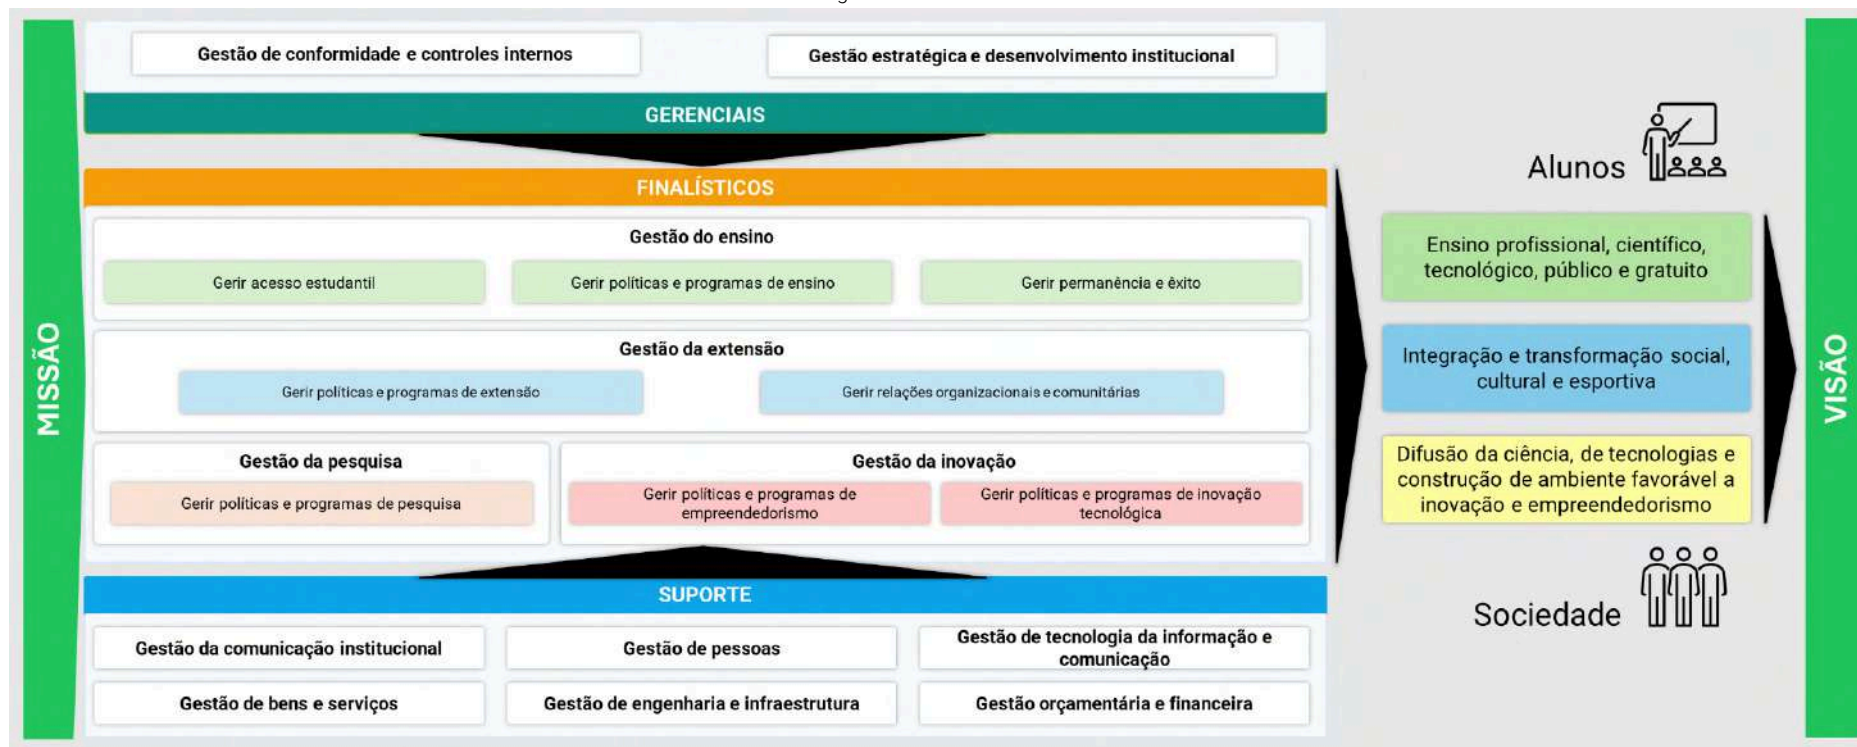 MISSÃO
Gestão de conformidade e controles internos
Gestão estratégica e desenvolvimento institucional
GERENCIAIS
FINALÍSTICOS
Gestão do ensino
Gerir acesso estudantil
Gerir políticas e programas de ensino
Gerir permanência e êxito
Gestão da extensão
Gerir políticas e programas de extensão
Gerir relações organizacionais e comunitárias
Gestão da pesquisa
Gerir políticas e programas de pesquisa
Gestão da inovação
Gerir políticas e programas de
empreendedorismo
Gerir políticas e programas de inovação
tecnológica
SUPORTE
Gestão da comunicação institucional
Gestão de pessoas
Gestão de tecnologia da informação e
comunicação
Gestão de bens e serviços
Gestão de engenharia e infraestrutura
Gestão orçamentária e financeira
Alunos
Ensino profissional, científico,
tecnológico, público e gratuito
Integração e transformação social,
cultural e esportiva
Difusão da ciência, de tecnologias e
construção de ambiente favorável a
inovação e empreendedorismo
Sociedade
VISÃO